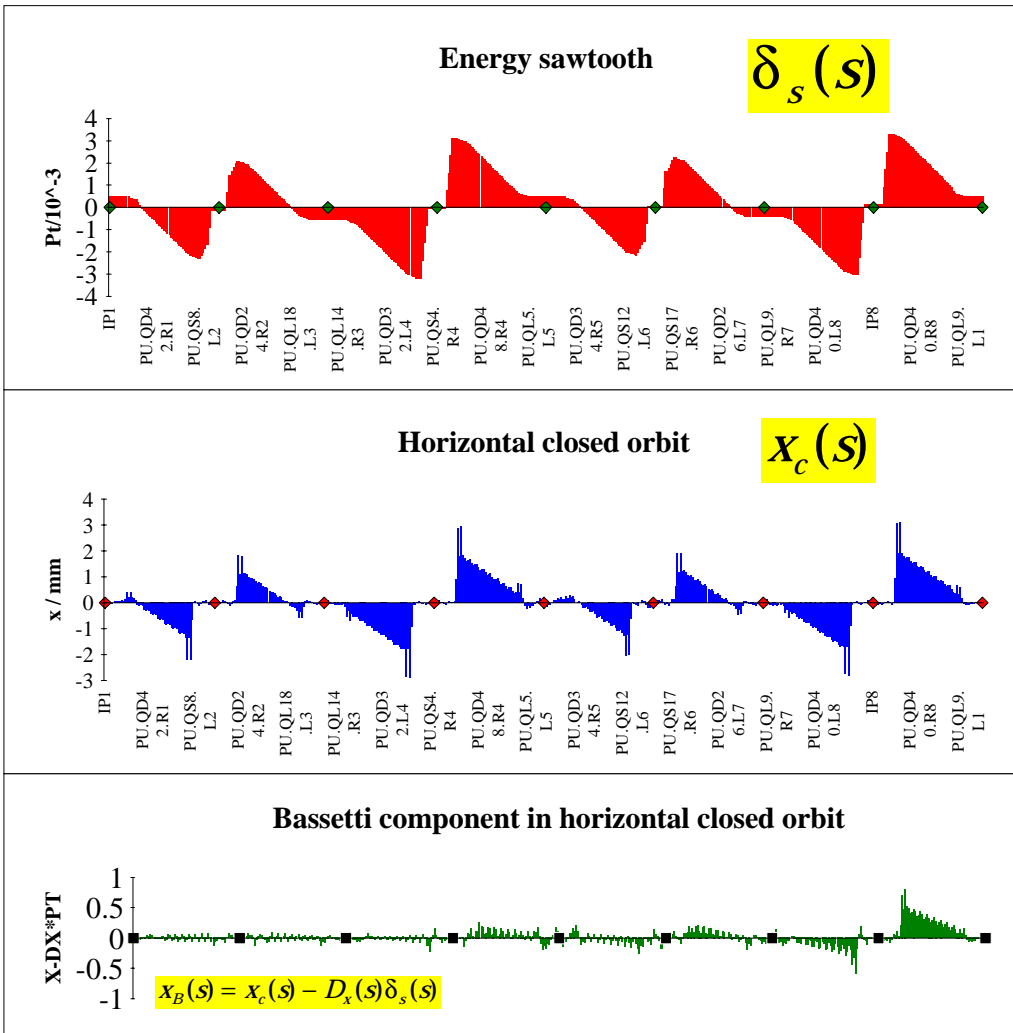 Energy sawtooth
δ_s(s)
Pt/10^-3
4
3
2
1
0
-1
-2
-3
-4
IP1
PU.QD4
2.R1
PU.QS8.
L2
PU.QD2
4.R2
PU.QL18
.L3
PU.QL14
.R3
PU.QD3
2.L4
PU.QS4.
R4
PU.QD4
8.R4
PU.QL5.
L5
PU.QD3
4.R5
PU.QS12
.L6
PU.QS17
.R6
PU.QD2
6.L7
PU.QL9.
R7
PU.QD4
0.L8
IP8
PU.QD4
0.R8
PU.QL9.
L1
Horizontal closed orbit
x_c(s)
x / mm
4
3
2
1
0
-1
-2
-3
IP1
PU.QD4
2.R1
PU.QS8.
L2
PU.QD2
4.R2
PU.QL18
.L3
PU.QL14
.R3
PU.QD3
2.L4
PU.QS4.
R4
PU.QD4
8.R4
PU.QL5.
L5
PU.QD3
4.R5
PU.QS12
.L6
PU.QS17
.R6
PU.QD2
6.L7
PU.QL9.
R7
PU.QD4
0.L8
IP8
PU.QD4
0.R8
PU.QL9.
L1
Bassetti component in horizontal closed orbit
X-DX*PT
1
0.5
0
-0.5
-1
x_B(s) = x_c(s) − D_x(s)δ_s(s)